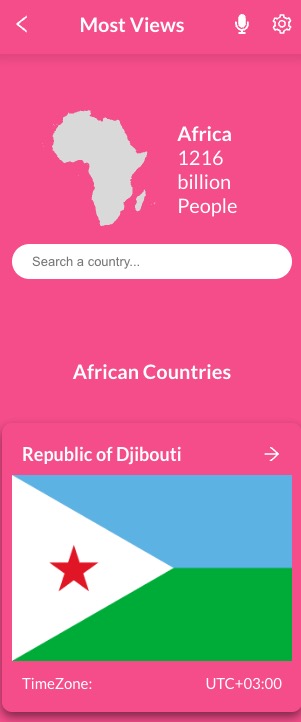 Most Views
Africa
1216
billion
People
Search a country...
African Countries
Republic of Djibouti
TimeZone: UTC+03:00